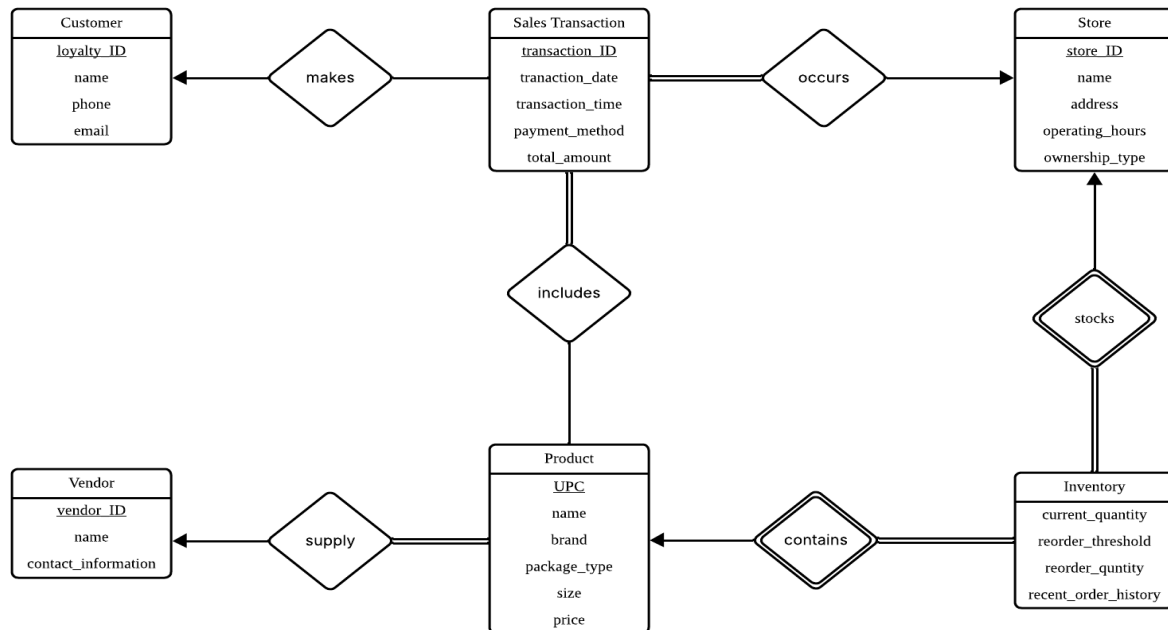 Customer
loyalty_ID
name
phone
email
makes
Sales Transaction
transaction_ID
tranaction_date
transaction_time
payment_method
total_amount
occurs
Store
store_ID
name
address
operating_hours
ownership_type
includes
stocks
Vendor
vendor_ID
name
contact_information
supply
Product
UPC
name
brand
package_type
size
price
contains
Inventory
current_quantity
reorder_threshold
reorder_quntity
recent_order_history